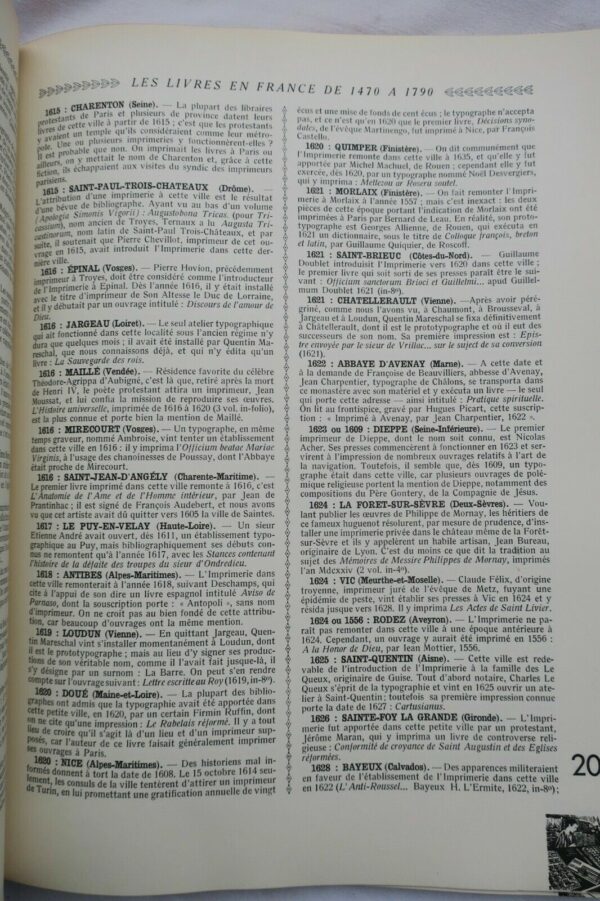 LES LIVRES EN FRANCE DE 1470 A 1790
1615 : CHARENTON (Seine). — La plupart des libraires
protestants de Paris et plusieurs de province datent leurs
livres de cette ville à partir de 1615 ; c'est que les protestants
y avaient un temple qu'ils considéraient comme leur métro-
pole. Une ou plusieurs imprimeries y fonctionnèrent-elles ?
Il est probable que non. On imprimait les livres à Paris ou
ailleurs, on y mettait le nom de Charenton et, grâce à cette
fiction, ils échappaient aux visites du syndic des imprimeurs
parisiens.
1615 : SAINT-PAUL-TROIS-CHATEAUX (Drôme). —
L'attribution d'une imprimerie à cette ville est le résultat
d'une bévue de bibliographe. Ayant vu au bas d'un volume
(Apologia Simonis Vigorii) : Augustobona Tricas. (pour Tri-
cassium), nom ancien de Troyes, Ternaux a lu Augusta Tri-
castinorum, nom latin de Saint-Paul Trois-Châteaux, et par
suite, il soutenait que Pierre Chevillot, imprimeur de cet ou-
vrage en 1615, avait introduit l'Imprimerie dans cette der-
nière ville.
1616 : EPINAL (Vosges). — Pierre Hovion, précédemment
imprimeur à Troyes, doit être considéré comme l'introducteur
de l'Imprimerie à Epinal. Dès l'année 1616, il y était installé
avec le titre d'imprimeur de Son Altesse le Duc de Lorraine,
et il y débutait par un ouvrage intitulé : Discours de l'amour de
Dieu.
1616 : JARGEAU (Loiret). — Le seul atelier typographique
qui ait fonctionné dans cette localité sous l'ancien régime n'y
dura que quelques mois ; il avait été installé par Quentin Ma-
reschal, que nous connaissons déjà, et qui n'y édita qu'un
livre : La Sauvegarde des rois.
1616 : MAILLÉ (Vendée). — Résidence favorite du célèbre
Théodore-Agrippa d'Aubigné, c'est là que, retiré après la mort
de Henri IV, le poète protestant attira un imprimeur, Jean
Moussat, et lui confia la mission de reproduire ses œuvres.
L'Histoire universelle, imprimée de 1616 à 1620 (3 vol. in-folio),
est la plus connue et porte bien la mention de Maillé.
1616 : MIRECOURT (Vosges). — Un typographe, en même
temps graveur, nommé Ambroise, vint tenter un établissement
dans cette ville en 1616 ; il y imprima l'Officium beatae Mariae
Virginis, à l'usage des chanoinesses de Poussay, dont l'Abbaye
était proche de Mirecourt.
1616 : SAINT-JEAN-D'ANGÉLY (Charente-Maritime). —
Le premier livre imprimé dans cette ville remonte à 1616, c'est
L'Anatomie de l'Ame et de l'Homme intérieur, par Jean de
Prantinhac ; il est signé de François Audebert, et nous avons
vu que cet artiste avait dû quitter vers 1605 la ville de Saintes.
1617 : LE PUY-EN-VELAY (Haute-Loire). — Un sieur
Etienne André avait ouvert, dès 1611, un établissement typo-
graphique au Puy, mais bibliographiquement ses débuts con-
nus ne remontent qu'à l'année 1617, avec les Stances contenant
l'histoire de la défaite des troupes du sieur d'Ondredieu.
1618 : ANTIBES (Alpes-Maritimes). — L'Imprimerie dans
cette ville remonterait à l'année 1618, suivant Deschamps, qui
cite à l'appui de son dire un livre espagnol intitulé Aviso de
Parnaso, dont la souscription porte : « Antopoli », sans nom
d'imprimeur. On ne croit pas au bien fondé de cette attribu-
tion, car beaucoup d'ouvrages ont la même mention.
1619 : LOUDUN (Vienne). — En quittant Jargeau, Quen-
tin Mareschal vint s'installer momentanément à Loudun, dont
il est le prototypographe ; mais au lieu d'y signer ses produc-
tions de son véritable nom, comme il l'avait fait jusque-là, il
s'y désigna par un surnom : La Barre. On peut s'en rendre
compte sur l'ouvrage suivant : Lettre escritte au Roy (1619, in-8º).
1620 : DOUÉ (Maine-et-Loire). — La plupart des biblio-
graphes ont admis que la typographie avait été apportée dans
cette petite ville, en 1620, par un certain Firmin Ruffin, dont
on ne cite qu'une impression : Le Rabelais réformé. Il y a tout
lieu de croire qu'il s'agit là d'un lieu et d'un imprimeur sup-
posés, car l'auteur de ce livre faisait généralement imprimer
ses ouvrages à Paris.
1620 : NICE (Alpes-Maritimes). — Des historiens mal in-
formés donnent à tort la date de 1608. Le 15 octobre 1614 seu-
lement, les consuls de la ville tentèrent d'attirer un imprimeur
de Turin, en lui promettant une gratification annuelle de vingt
écus et une mise de fonds de cent écus ; le typographe n'accepta
pas, et ce n'est qu'en 1620 que le premier livre, Décisions syno-
dales, de l'évêque Martinengo, fut imprimé à Nice, par François
Castello.
1620 : QUIMPER (Finistère). — On dit communément que
l'Imprimerie remonte dans cette ville à 1635, et qu'elle y fut
apportée par Michel Machuel, de Rouen ; cependant elle y fut
exercée, dès 1620, par un typographe nommé Noël Desvergiers,
qui y imprima : Mellezou ar Hoseru soutel.
1621 : MORLAIX (Finistère). — On fait remonter l'Impri-
merie à Morlaix à l'année 1557 ; mais c'est inexact : les deux
pièces de cette époque portant l'indication de Morlaix ont été
imprimées à Paris par Bernard de Leau. En réalité, son proto-
typographe est Georges Allienne, de Rouen, qui exécuta en
1621 un dictionnaire, sous le titre de Colloque françois, breton
et latin, par Guillaume Quiquier, de Roscoff.
1621 : SAINT-BRIEUC (Côtes-du-Nord). — Guillaume
Doublet introduisit l'Imprimerie vers 1620 dans cette ville ;
le premier livre qui soit sorti de ses presses paraît être le sui-
vant : Officium sanctorum Brioci et Guillelmi... apud Guillel-
mum Doublet 1621 (in-8º).
1621 : CHATELLERAULT (Vienne). —Après avoir péré-
griné, comme nous l'avons vu, à Chaumont, à Brousseval, à
Jargeau et à Loudun, Quentin Mareschal se fixa définitivement
à Châtellerault, dont il est le prototypographe et où il eut des
successeurs de son nom. Sa première impression est : Epis-
tre envoyée par le sieur de Vrillac... sur le sujet de sa conversion
(1621).
1622 : ABBAYE D'AVENAY (Marne). — A cette date et
à la demande de Françoise de Beauvilliers, abbesse d'Avenay,
Jean Charpentier, typographe de Châlons, se transporta dans
ce monastère avec son matériel et y exécuta un livre — le seul
qui porte cette adresse — ainsi intitulé : Pratique spirituelle.
On lit au frontispice, gravé par Hugues Picart, cette suscrip-
tion : « Imprimé à Avenay, par Jean Charpentier, 1622 ».
1623 ou 1609 : DIEPPE (Seine-Inférieure). — Le premier
imprimeur de Dieppe, dont le nom soit connu, est Nicolas
Acher. Ses presses commencèrent à fonctionner en 1623 et ser-
virent à l'impression de nombreux ouvrages relatifs à l'art de
la navigation. Toutefois, il semble que, dès 1609, un typo-
graphe était établi dans cette ville, car plusieurs ouvrages de polé-
mique religieuse portent la mention de Dieppe, notamment des
compositions du Père Gontery, de la Compagnie de Jésus.
1624 : LA FORET-SUR-SÈVRE (Deux-Sèvres). — Vou-
lant publier les œuvres de Philippe de Mornay, les héritiers de
ce fameux huguenot résolurent, par mesure de prudence, d'ins-
taller une imprimerie privée dans le château même de la Forêt-
sur-Sèvre et ils y appelèrent un habile artisan, Jean Bureau,
originaire de Lyon. C'est du moins ce que dit la tradition au
sujet des Mémoires de Messire Philippes de Mornay, imprimés
l'an Mdcxxiv (2 vol. in-4º).
1624 : VIC (Meurthe-et-Moselle). — Claude Félix, d'origine
troyenne, imprimeur juré de l'évêque de Metz, fuyant une
épidémie de peste, vint établir ses presses à Vic en 1624 et y
résida jusque vers 1628. Il y imprima Les Actes de Saint Livier.
1624 ou 1556 : RODEZ (Aveyron). — L'Imprimerie ne pa-
raît pas remonter dans cette ville à une époque antérieure à
1624. Cependant, un ouvrage y aurait été imprimé en 1556 :
A la Honor de Dieu, par Jean Mottier, 1556.
1625 : SAINT-QUENTIN (Aisne). — Cette ville est redeva-
ble de l'introduction de l'Imprimerie à la famille des Le
Queux, originaire de Guise. Tout d'abord notaire, Charles Le
Queux s'éprit de la typographie et vint en 1625 ouvrir un ate-
lier à Saint-Quentin ; toutefois sa première impression connue
porte la date de 1627 : Cartusianus.
1626 : SAINTE-FOY LA GRANDE (Gironde). — L'Impri-
merie fut apportée dans cette petite ville par un protestant,
Jérôme Maran, qui y imprima un livre de controverse reli-
gieuse : Conformité de croyance de Saint Augustin et des Eglises
réformées.
1628 : BAYEUX (Calvados). — Des apparences militeraient
en faveur de l'établissement de l'Imprimerie dans cette ville
en 1622 (L'Anti-Roussel... Bayeux H. L'Ermite, 1622, in-8º) ;
20